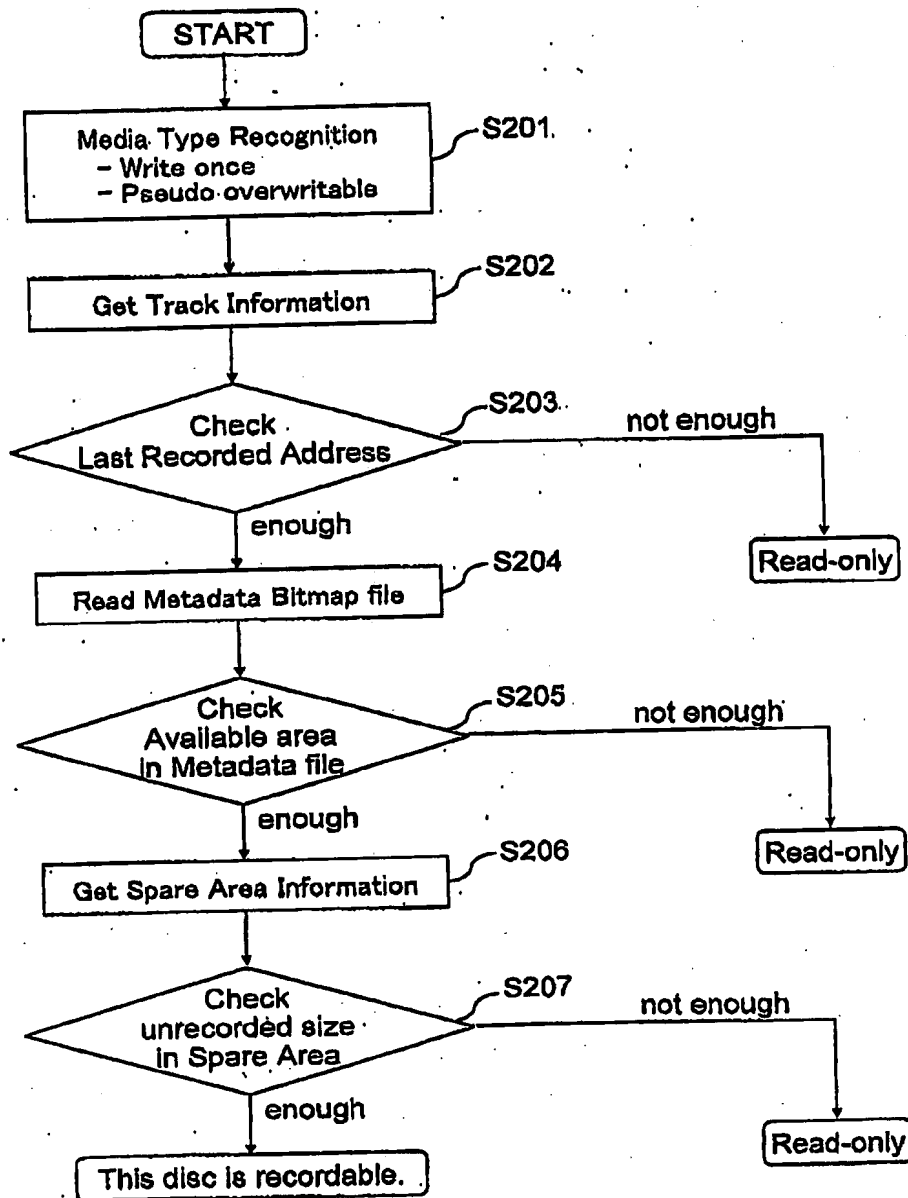 START
Media Type Recognition
- Write once
- Pseudo overwritable
S201
Get Track Information
S202
Check
Last Recorded Address
S203
not enough
enough
Read-only
Read Metadata Bitmap file
S204
Check
Available area
in Metadata file
S205
not enough
enough
Read-only
Get Spare Area Information
S206
Check
unrecorded size
in Spare Area
S207
not enough
enough
Read-only
This disc is recordable.